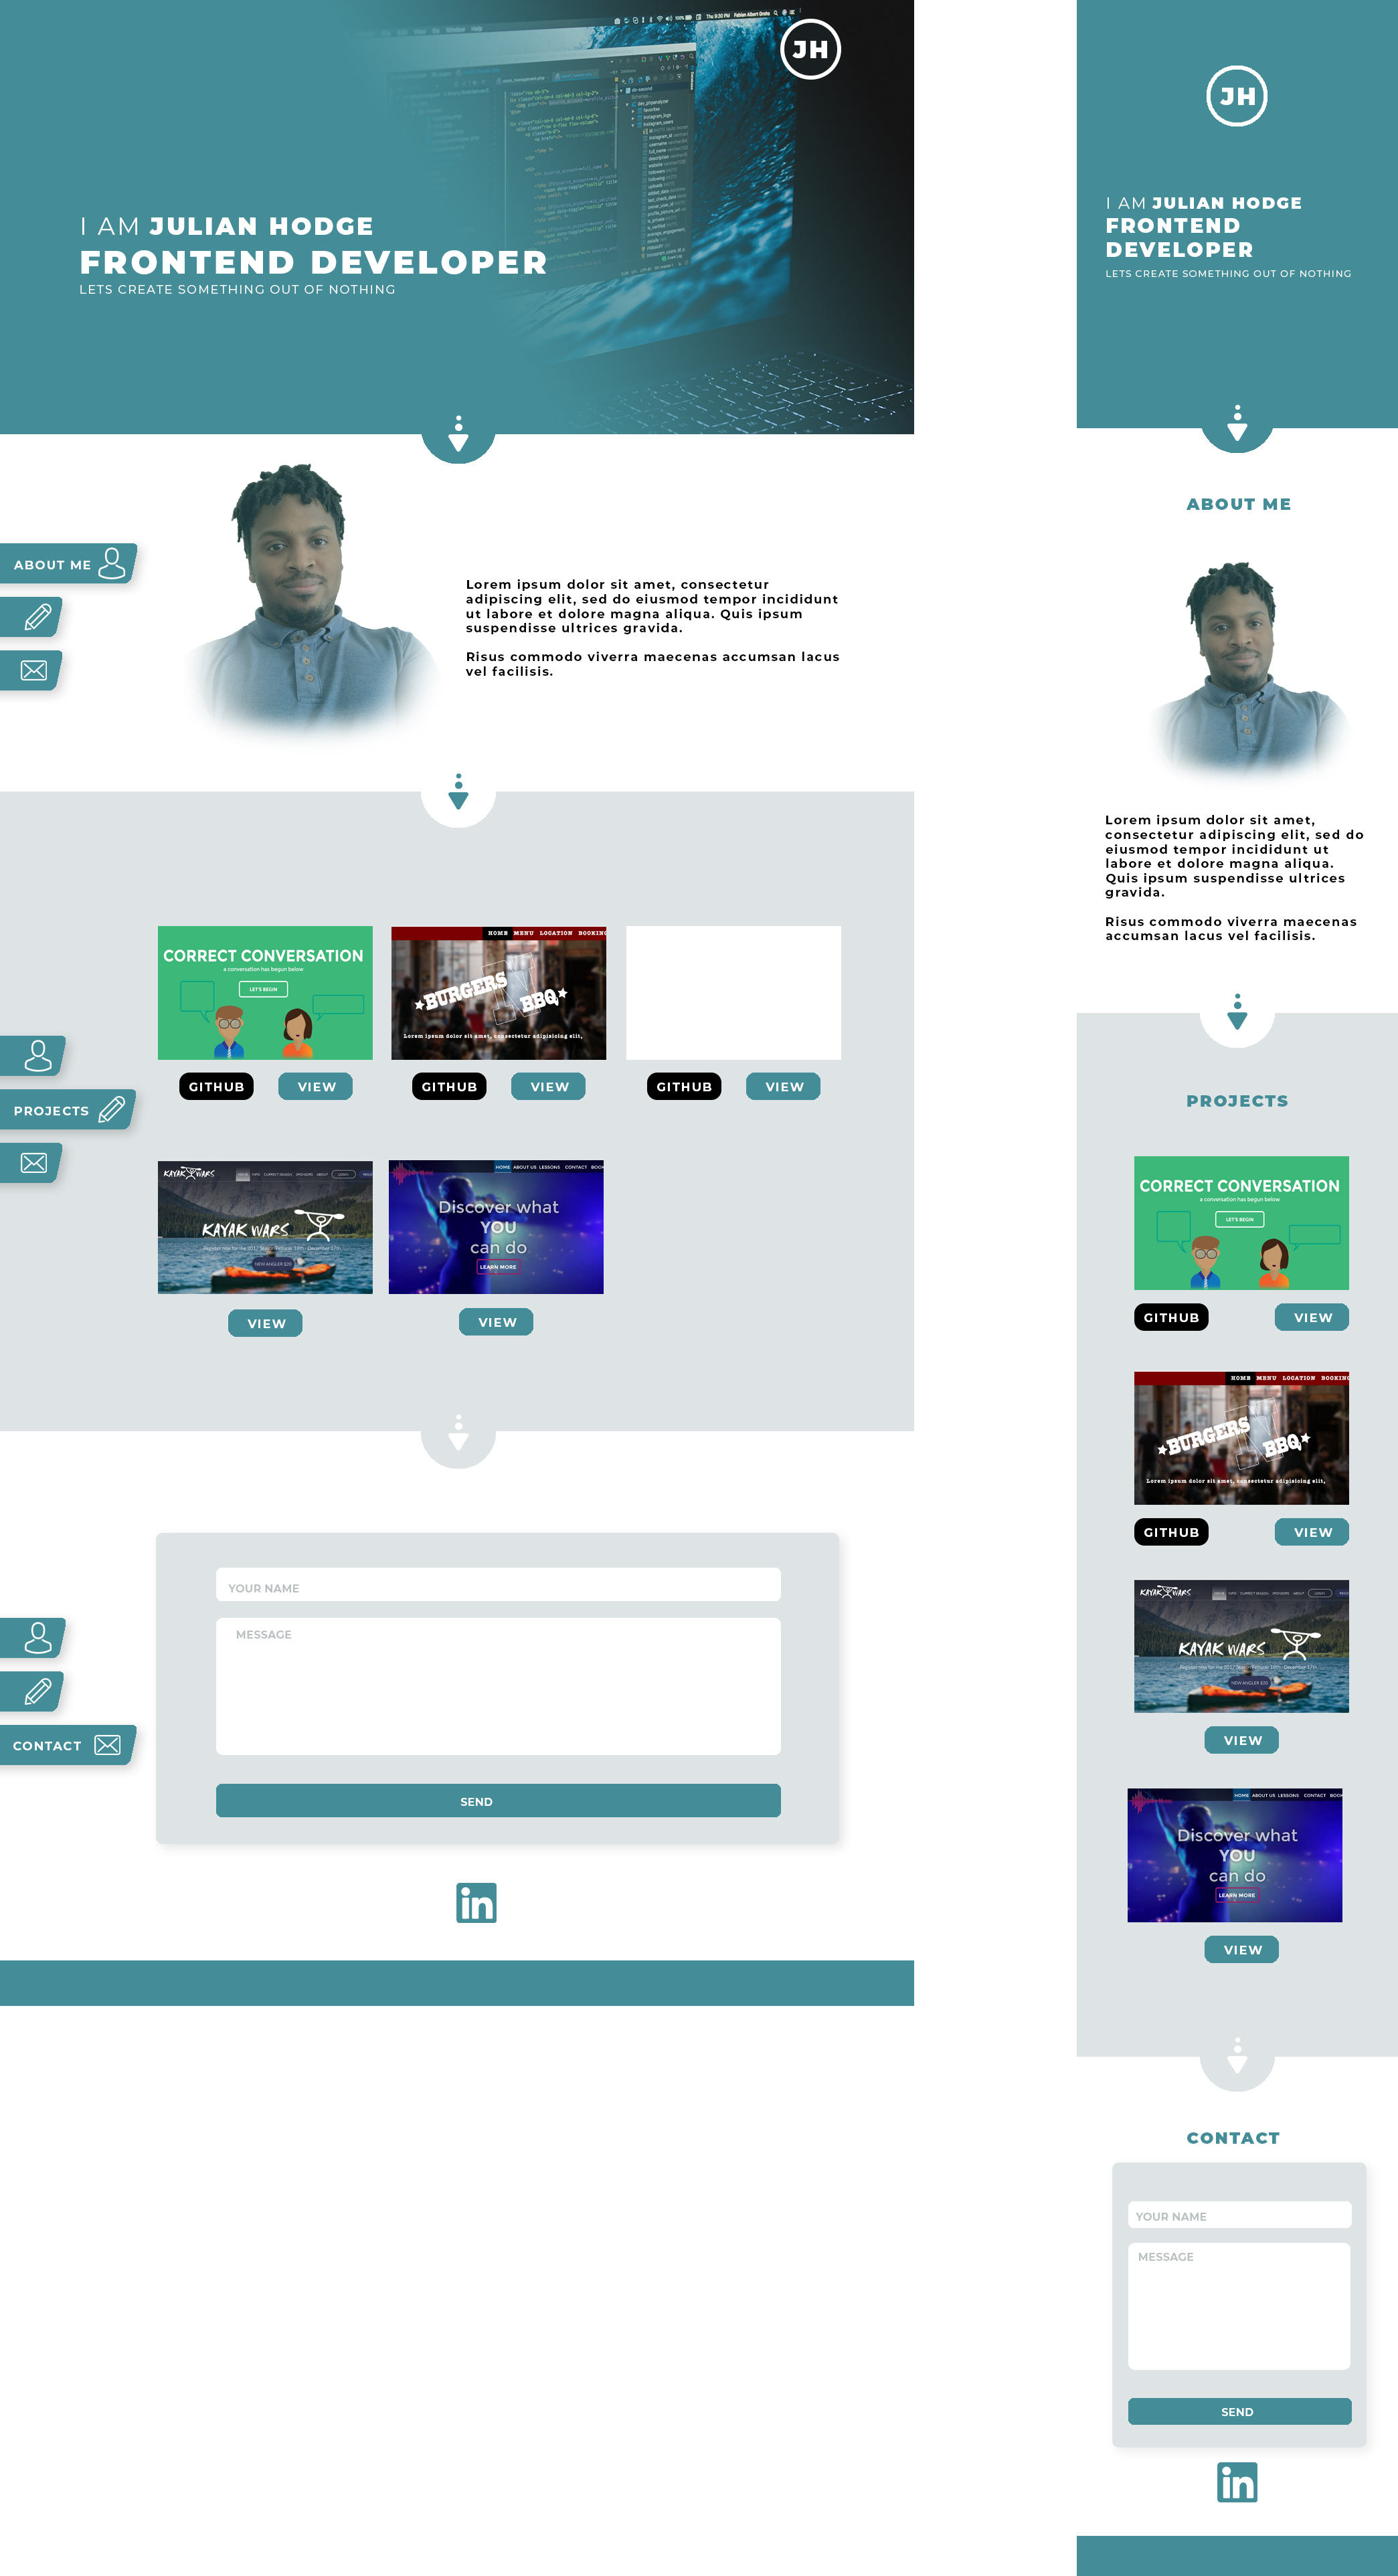 JH
I AM JULIAN HODGE
FRONTEND DEVELOPER
LETS CREATE SOMETHING OUT OF NOTHING
ABOUT ME
Lorem ipsum dolor sit amet, consectetur
adipiscing elit, sed do eiusmod tempor incididunt
ut labore et dolore magna aliqua. Quis ipsum
suspendisse ultrices gravida.
Risus commodo viverra maecenas accumsan lacus
vel facilisis.
CORRECT CONVERSATION
a conversation has begun below
LET'S BEGIN
HOME MENU LOCATION BOOKING
BURGERS
BBQ
Lorem ipsum dolor sit amet, consectetur adipisicing elit,
GITHUB VIEW
GITHUB VIEW
GITHUB VIEW
PROJECTS
KAYAK WARS
KAYAK WARS
NEW ANGLER $20
HOME ABOUT US LESSONS CONTACT BOOK
Discover what
YOU
can do
LEARN MORE
VIEW
VIEW
YOUR NAME
MESSAGE
SEND
CONTACT
in
JH
I AM JULIAN HODGE
FRONTEND
DEVELOPER
LETS CREATE SOMETHING OUT OF NOTHING
ABOUT ME
Lorem ipsum dolor sit amet,
consectetur adipiscing elit, sed do
eiusmod tempor incididunt ut
labore et dolore magna aliqua.
Quis ipsum suspendisse ultrices
gravida.
Risus commodo viverra maecenas
accumsan lacus vel facilisis.
PROJECTS
CORRECT CONVERSATION
a conversation has begun below
LET'S BEGIN
GITHUB VIEW
HOME MENU LOCATION BOOKING
BURGERS
BBQ
Lorem ipsum dolor sit amet, consectetur adipisicing elit,
GITHUB VIEW
KAYAK WARS
KAYAK WARS
NEW ANGLER $20
VIEW
HOME ABOUT US LESSONS CONTACT BOOK
Discover what
YOU
can do
LEARN MORE
VIEW
CONTACT
YOUR NAME
MESSAGE
SEND
in